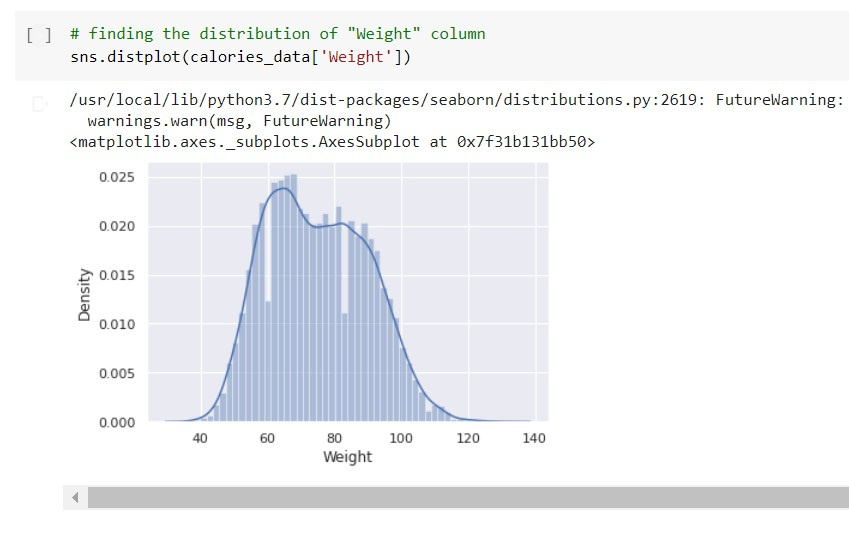 [ ] # finding the distribution of "Weight" column
sns.distplot(calories_data['Weight'])
/usr/local/lib/python3.7/dist-packages/seaborn/distributions.py:2619: FutureWarning:
warnings.warn(msg, FutureWarning)
<matplotlib.axes._subplots.AxesSubplot at 0x7f31b131bb50>
0.025
0.020
0.015
0.010
0.005
0.000
Density
40 60 80 100 120 140
Weight